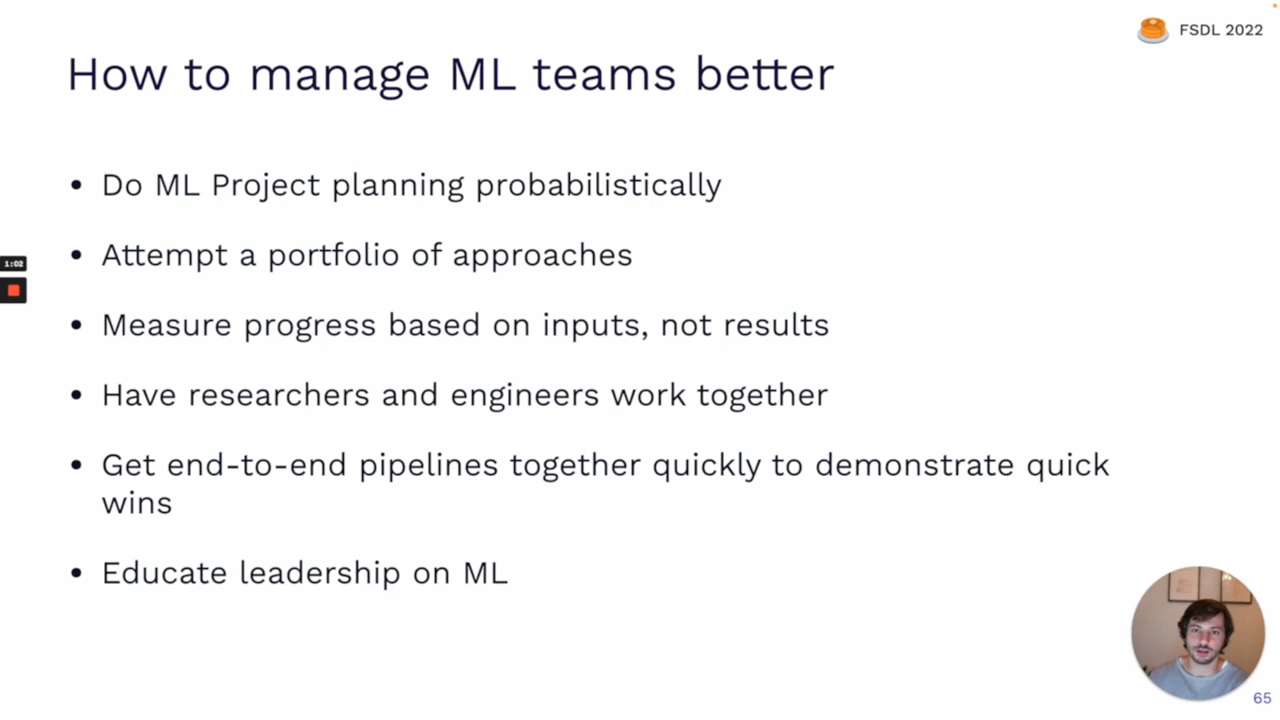 FSDL 2022
How to manage ML teams better
• Do ML Project planning probabilistically
• Attempt a portfolio of approaches
1:02
• Measure progress based on inputs, not results
• Have researchers and engineers work together
• Get end-to-end pipelines together quickly to demonstrate quick
wins
• Educate leadership on ML
65